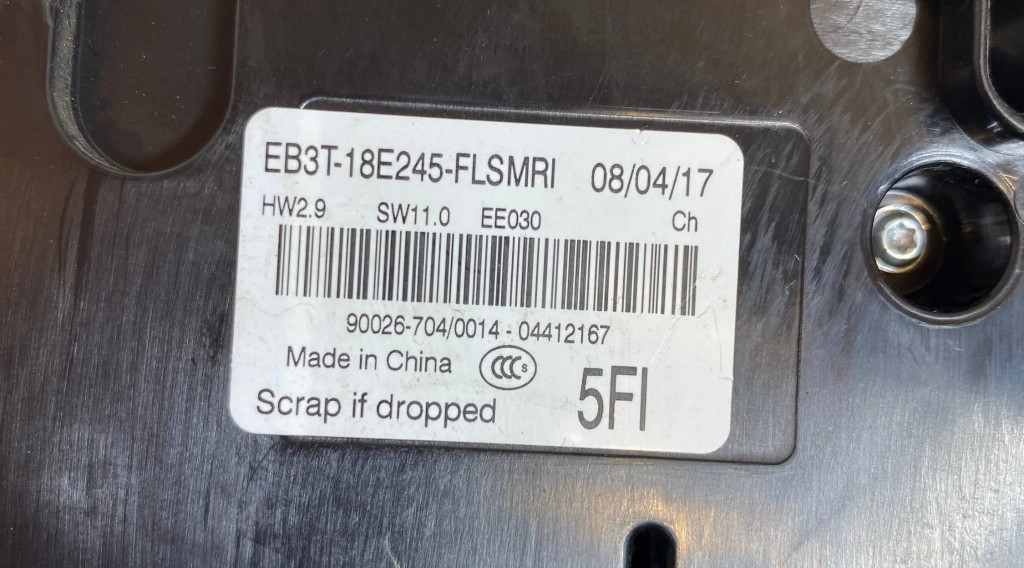 EB3T-18E245-FLSMRI 08/04/17
HW2.9 SW11.0 EE030 Ch
90026-704/0014 - 04412167
Made in China CCC S
Scrap if dropped 5FI